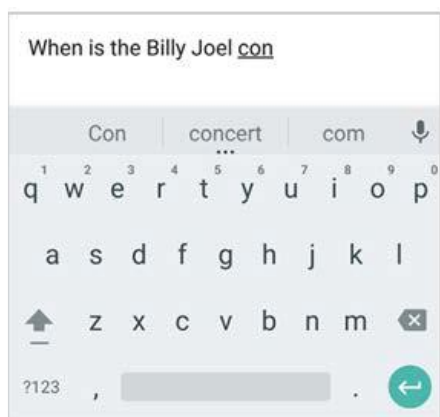 When is the Billy Joel con
Con concert com
1 2 3 4 5 6 7 8 9 0
q w e r t y u i o p
a s d f g h j k l
z x c v b n m
?123 , .